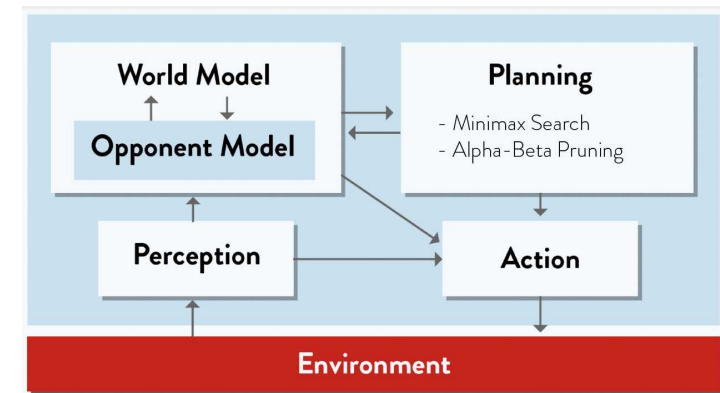 World Model
Opponent Model
Planning
- Minimax Search
- Alpha-Beta Pruning
Perception
Action
Environment